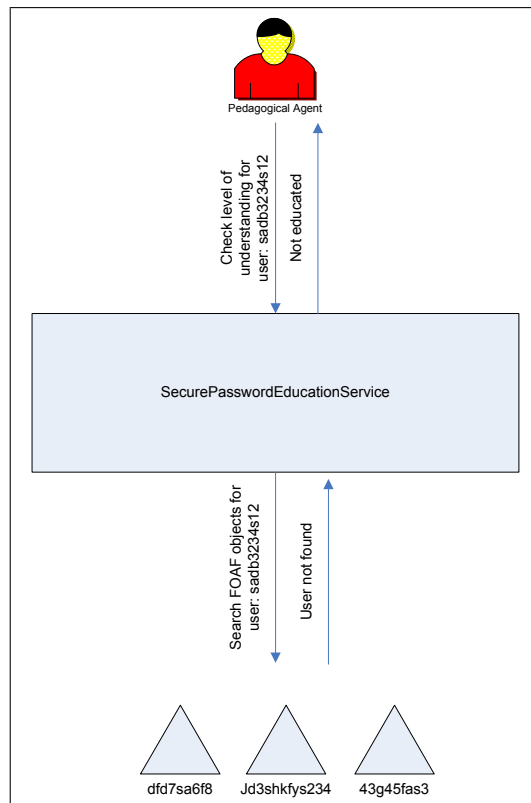 Pedagogical Agent
Check level of
understanding for
user: sadb3234s12
Not educated
SecurePasswordEducationService
Search FOAF objects for
user: sadb3234s12
User not found
dfd7sa6f8
Jd3shkfys234
43g45fas3